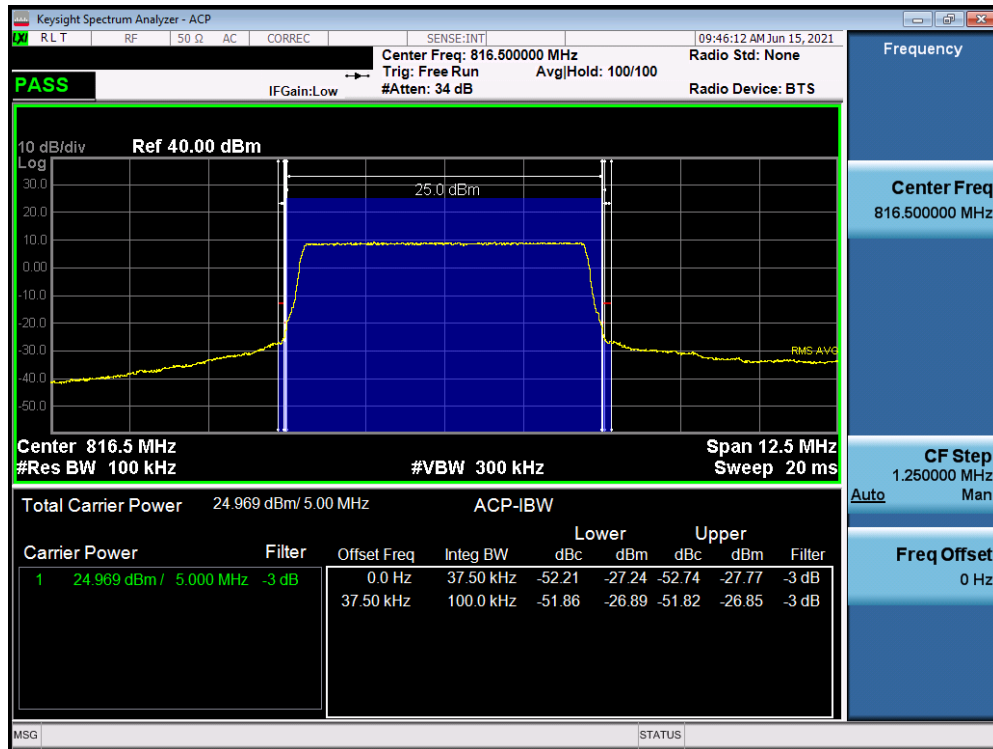 Keysight Spectrum Analyzer - ACP
LXI RLT RF 50 Ω AC CORREC SENSE:INT 09:46:12 AM Jun 15, 2021
Center Freq: 816.500000 MHz Radio Std: None
Trig: Free Run Avg|Hold: 100/100
PASS IFGain:Low #Atten: 34 dB Radio Device: BTS
10 dB/div Ref 40.00 dBm
Log
30.0
25.0 dBm
20.0
10.0
0.00
-10.0
-20.0
-30.0
RMS AVG
-40.0
-50.0
Center 816.5 MHz Span 12.5 MHz
#Res BW 100 kHz #VBW 300 kHz Sweep 20 ms
Total Carrier Power 24.969 dBm/ 5.00 MHz ACP-IBW
Lower Upper
Carrier Power Filter Offset Freq Integ BW dBc dBm dBc dBm Filter
1 24.969 dBm / 5.000 MHz -3 dB 0.0 Hz 37.50 kHz -52.21 -27.24 -52.74 -27.77 -3 dB
37.50 kHz 100.0 kHz -51.86 -26.89 -51.82 -26.85 -3 dB
MSG STATUS
Frequency
Center Freq
816.500000 MHz
CF Step
1.250000 MHz
Auto Man
Freq Offset
0 Hz